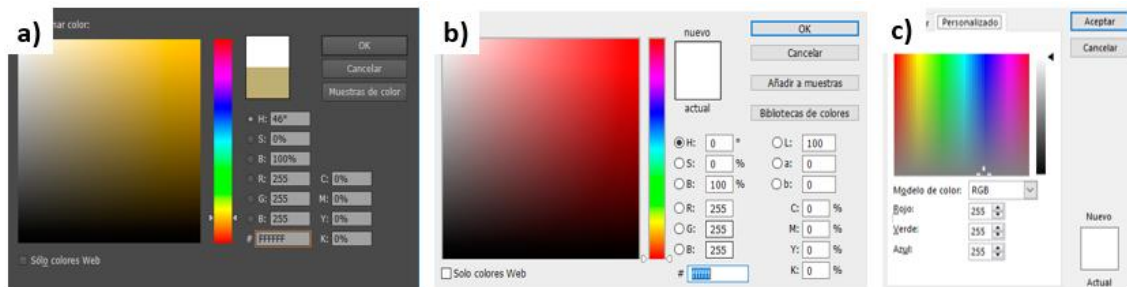 a)
nar color:
OK
Cancelar
Muestras de color
H: 46°
S: 0%
B: 100%
R: 255 C: 0%
G: 255 M: 0%
B: 255 Y: 0%
# FFFFFF K: 0%
Sólo colores Web
b)
nuevo
actual
OK
Cancelar
Añadir a muestras
Bibliotecas de colores
H: 0 ° L: 100
S: 0 % a: 0
B: 100 % b: 0
R: 255 C: 0 %
G: 255 M: 0 %
B: 255 Y: 0 %
# ffffff K: 0 %
Solo colores Web
c)
r Personalizado
Aceptar
Cancelar
Modelo de color: RGB
Rojo: 255
Verde: 255
Azul: 255
Nuevo
Actual